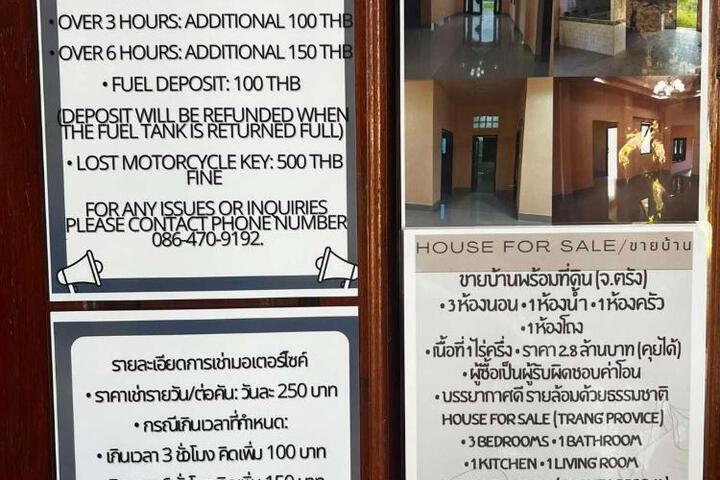 • OVER 3 HOURS: ADDITIONAL 100 THB
• OVER 6 HOURS: ADDITIONAL 150 THB
• FUEL DEPOSIT: 100 THB
(DEPOSIT WILL BE REFUNDED WHEN
THE FUEL TANK IS RETURNED FULL)
• LOST MOTORCYCLE KEY: 500 THB
FINE
FOR ANY ISSUES OR INQUIRIES
PLEASE CONTACT PHONE NUMBER
086-470-9192.
รายละเอียดการเช่ามอเตอร์ไซค์
• ราคาเช่ารายวัน/ต่อคัน: วันละ 250 บาท
• กรณีเกินเวลาที่กำหนด:
• เกินเวลา 3 ชั่วโมง คิดเพิ่ม 100 บาท
HOUSE FOR SALE/ขายบ้าน
ขายบ้านพร้อมที่ดิน (จ.ตรัง)
• 3 ห้องนอน • 1 ห้องน้ำ • 1 ห้องครัว
• 1 ห้องโถง
• เนื้อที่ 1 ไร่ครึ่ง • ราคา 2.8 ล้านบาท (คุยได้)
• ผู้ซื้อเป็นผู้รับผิดชอบค่าโอน
• บรรยากาศดี รายล้อมด้วยธรรมชาติ
HOUSE FOR SALE (TRANG PROVICE)
• 3 BEDROOMS • 1 BATHROOM
• 1 KITCHEN • 1 LIVING ROOM